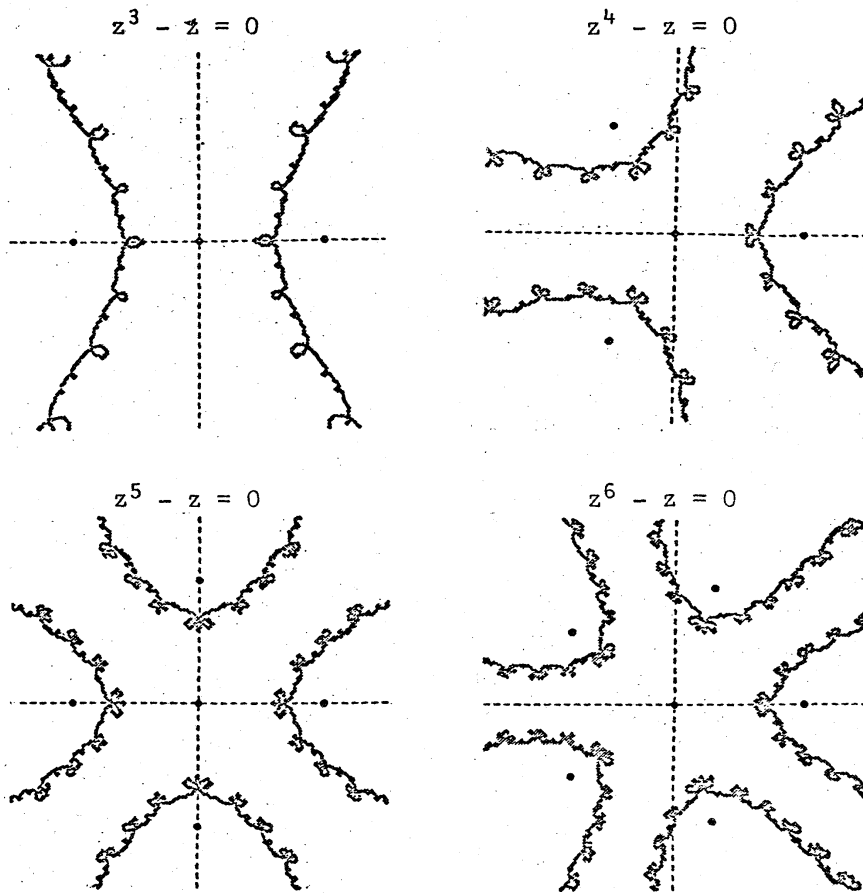 z³ - z = 0
z⁴ - z = 0
z⁵ - z = 0
z⁶ - z = 0